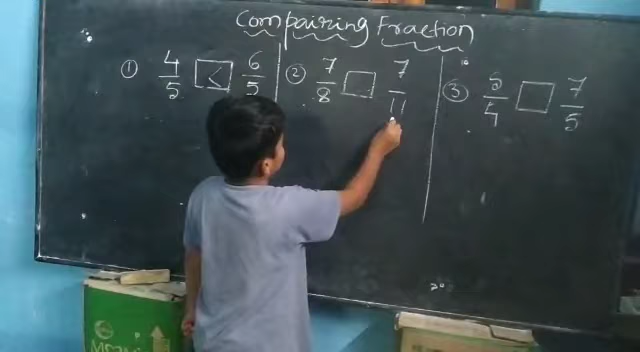 Compairing Fraction
① 4/5 < 6/5
② 7/8 □ 7/11
③ 5/4 □ 7/5